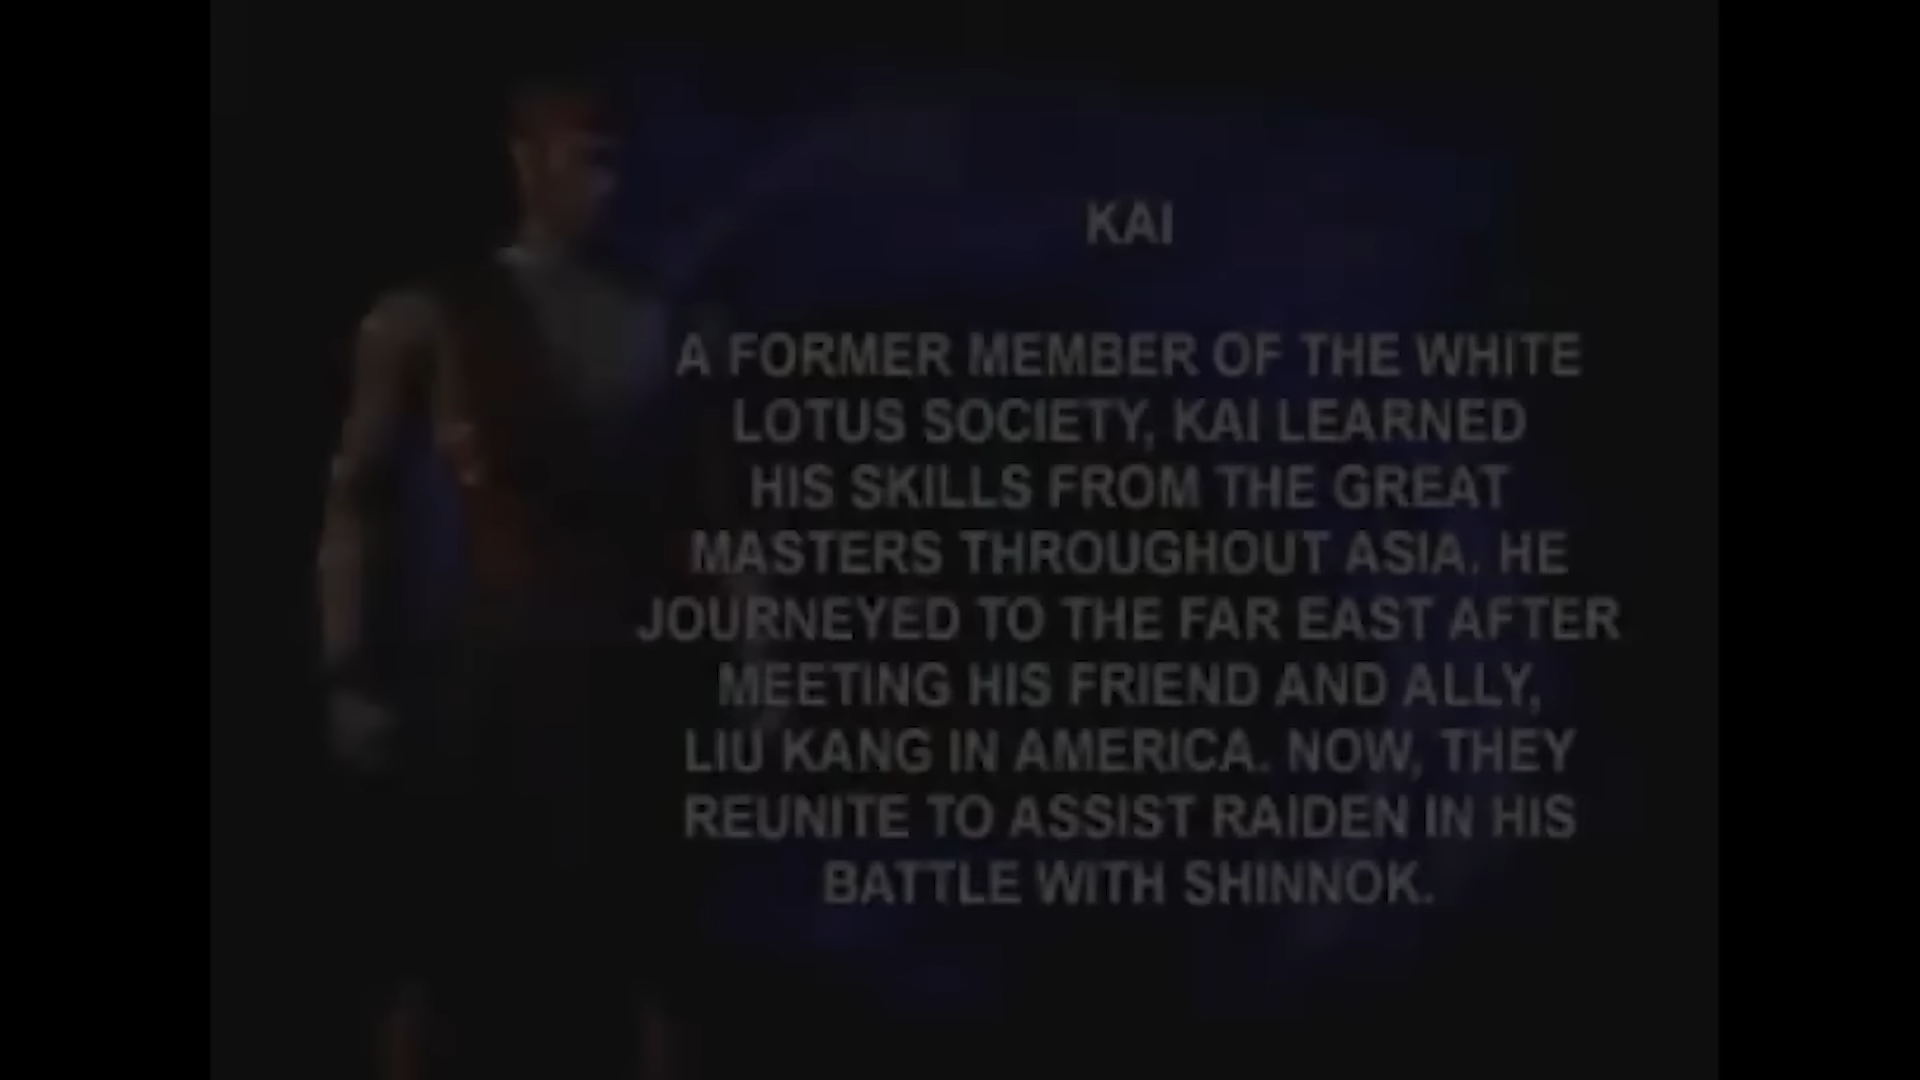 KAI
A FORMER MEMBER OF THE WHITE
LOTUS SOCIETY, KAI LEARNED
HIS SKILLS FROM THE GREAT
MASTERS THROUGHOUT ASIA. HE
JOURNEYED TO THE FAR EAST AFTER
MEETING HIS FRIEND AND ALLY,
LIU KANG IN AMERICA. NOW, THEY
REUNITE TO ASSIST RAIDEN IN HIS
BATTLE WITH SHINNOK.